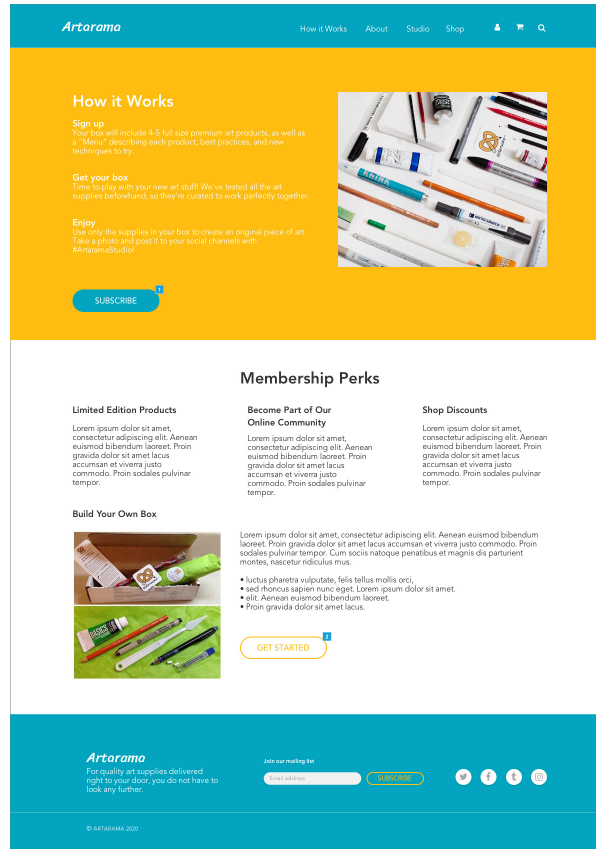 Artarama
How it Works About Studio Shop
How it Works
Sign up
Your box will include 4-5 full size premium art products, as well as
a "Menu" describing each product, best practices, and new
techniques to try.
Get your box
Time to play with your new art stuff! We've tested all the art
supplies beforehand, so they're curated to work perfectly together.
Enjoy
Use only the supplies in your box to create an original piece of art.
Take a photo and post it to your social channels with
#ArtaramaStudio!
SUBSCRIBE
1
Membership Perks
Limited Edition Products
Lorem ipsum dolor sit amet,
consectetur adipiscing elit. Aenean
euismod bibendum laoreet. Proin
gravida dolor sit amet lacus
accumsan et viverra justo
commodo. Proin sodales pulvinar
tempor.
Become Part of Our
Online Community
Lorem ipsum dolor sit amet,
consectetur adipiscing elit. Aenean
euismod bibendum laoreet. Proin
gravida dolor sit amet lacus
accumsan et viverra justo
commodo. Proin sodales pulvinar
tempor.
Shop Discounts
Lorem ipsum dolor sit amet,
consectetur adipiscing elit. Aenean
euismod bibendum laoreet. Proin
gravida dolor sit amet lacus
accumsan et viverra justo
commodo. Proin sodales pulvinar
tempor.
Build Your Own Box
BASICS
Lorem ipsum dolor sit amet, consectetur adipiscing elit. Aenean euismod bibendum
laoreet. Proin gravida dolor sit amet lacus accumsan et viverra justo commodo. Proin
sodales pulvinar tempor. Cum sociis natoque penatibus et magnis dis parturient
montes, nascetur ridiculus mus.
• luctus pharetra vulputate, felis tellus mollis orci,
• sed rhoncus sapien nunc eget. Lorem ipsum dolor sit amet.
• elit. Aenean euismod bibendum laoreet.
• Proin gravida dolor sit amet lacus.
GET STARTED
2
Artarama
For quality art supplies delivered
right to your door, you do not have to
look any further.
Join our mailing list
Email address
SUBSCRIBE
© ARTARAMA 2020